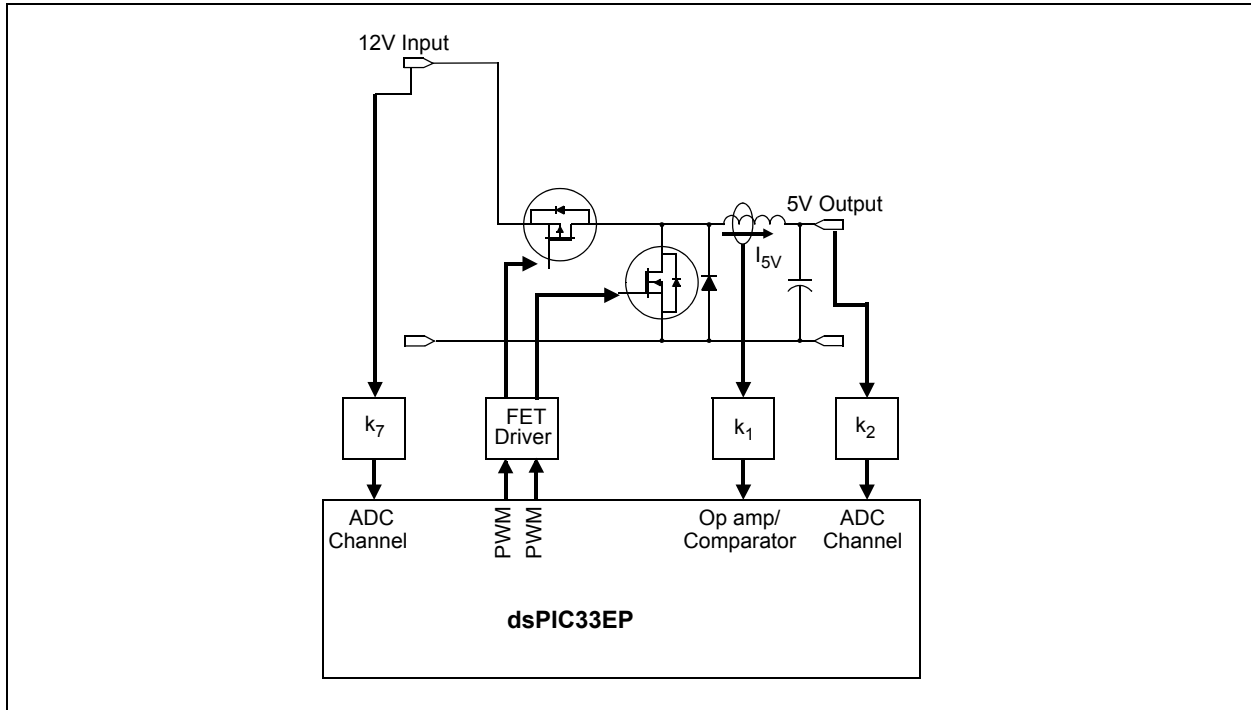 12V Input
5V Output
I5V
k7
FET
Driver
k1
k2
ADC
Channel
PWM
PWM
Op amp/
Comparator
ADC
Channel
dsPIC33EP